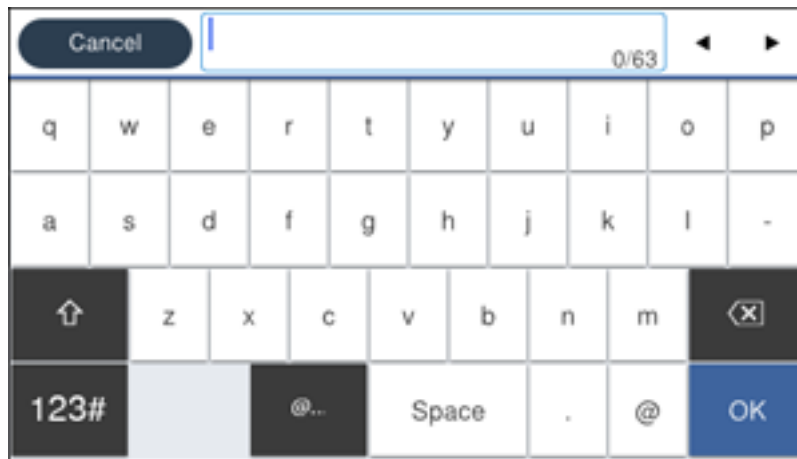 Cancel
0/63
q w e r t y u i o p
a s d f g h j k l -
z x c v b n m
123# @... Space . @ OK